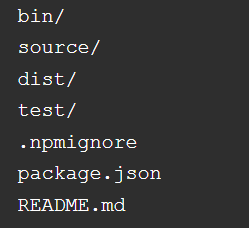 bin/
source/
dist/
test/
.npmignore
package.json
README.md